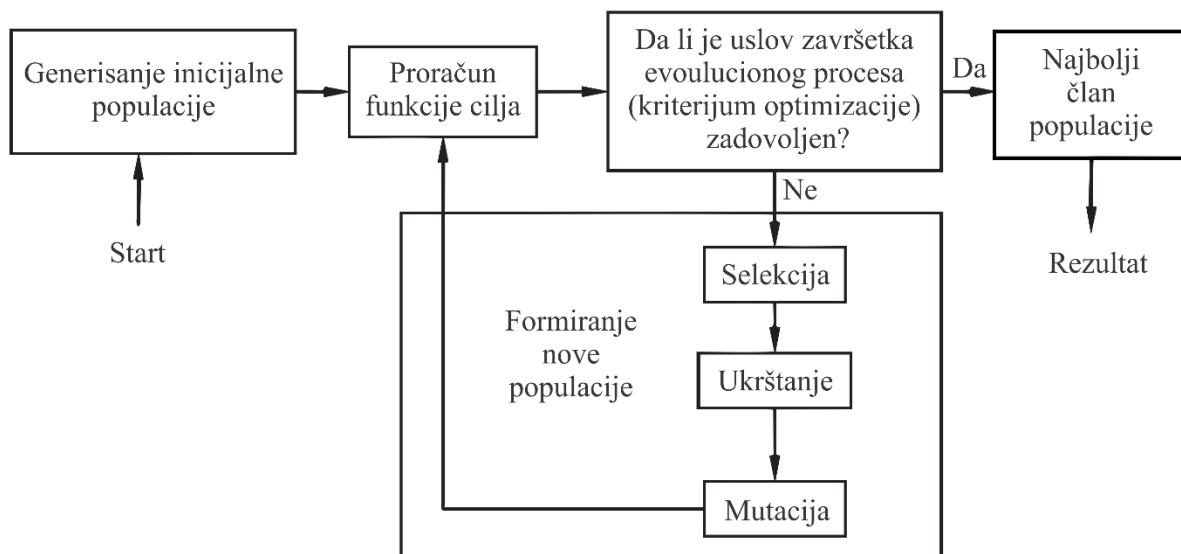 Generisanje inicijalne
populacije
Start
Proračun
funkcije cilja
Da li je uslov završetka
evoulucionog procesa
(kriterijum optimizacije)
zadovoljen?
Da
Najbolji
član
populacije
Rezultat
Ne
Formiranje
nove
populacije
Selekcija
Ukrštanje
Mutacija